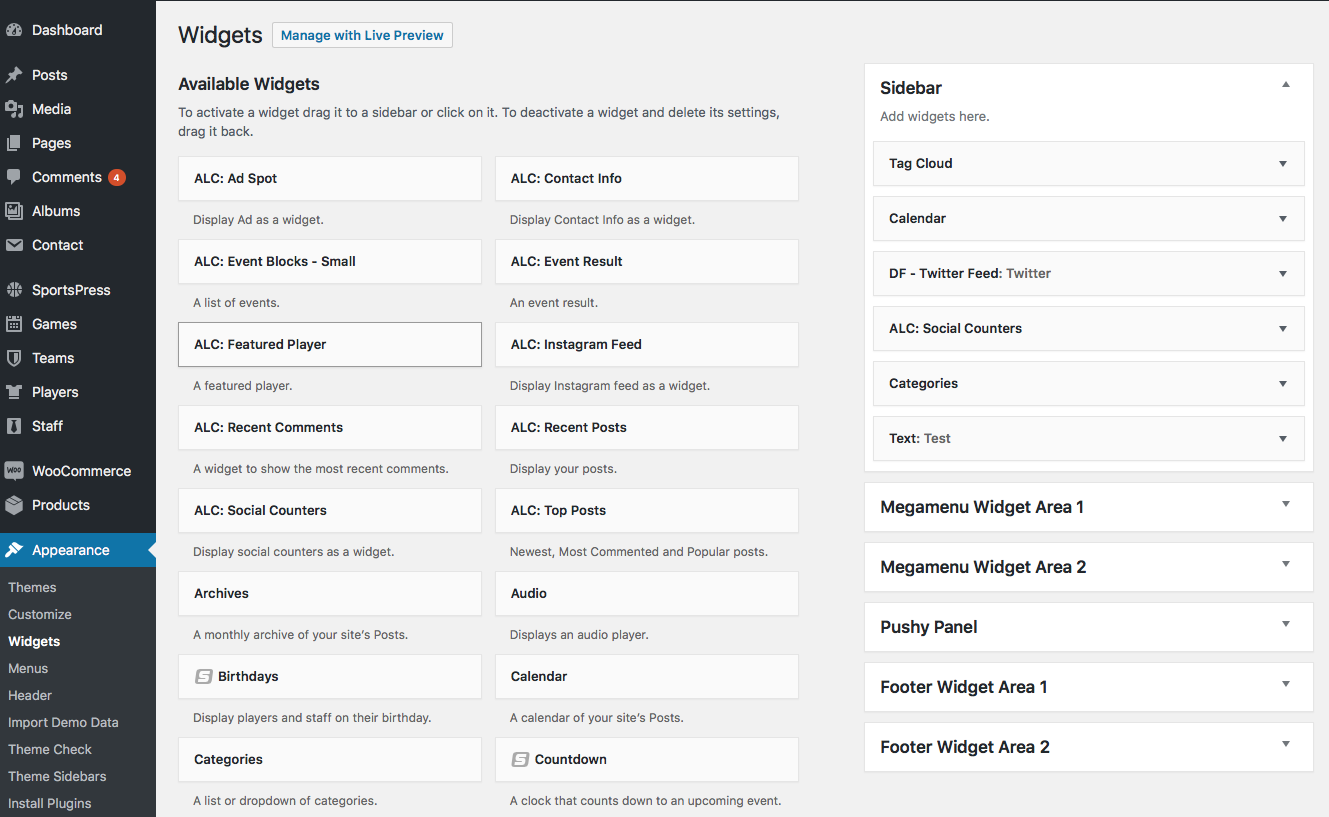 Dashboard
Posts
Media
Pages
Comments 4
Albums
Contact
SportsPress
Games
Teams
Players
Staff
WOO WooCommerce
Products
Appearance
Themes
Customize
Widgets
Menus
Header
Import Demo Data
Theme Check
Theme Sidebars
Install Plugins
Widgets Manage with Live Preview
Available Widgets
To activate a widget drag it to a sidebar or click on it. To deactivate a widget and delete its settings,
drag it back.
ALC: Ad Spot
Display Ad as a widget.
ALC: Contact Info
Display Contact Info as a widget.
ALC: Event Blocks - Small
A list of events.
ALC: Event Result
An event result.
ALC: Featured Player
A featured player.
ALC: Instagram Feed
Display Instagram feed as a widget.
ALC: Recent Comments
A widget to show the most recent comments.
ALC: Recent Posts
Display your posts.
ALC: Social Counters
Display social counters as a widget.
ALC: Top Posts
Newest, Most Commented and Popular posts.
Archives
A monthly archive of your site’s Posts.
Audio
Displays an audio player.
S Birthdays
Display players and staff on their birthday.
Calendar
A calendar of your site’s Posts.
Categories
A list or dropdown of categories.
S Countdown
A clock that counts down to an upcoming event.
Sidebar
Add widgets here.
Tag Cloud
Calendar
DF - Twitter Feed: Twitter
ALC: Social Counters
Categories
Text: Test
Megamenu Widget Area 1
Megamenu Widget Area 2
Pushy Panel
Footer Widget Area 1
Footer Widget Area 2